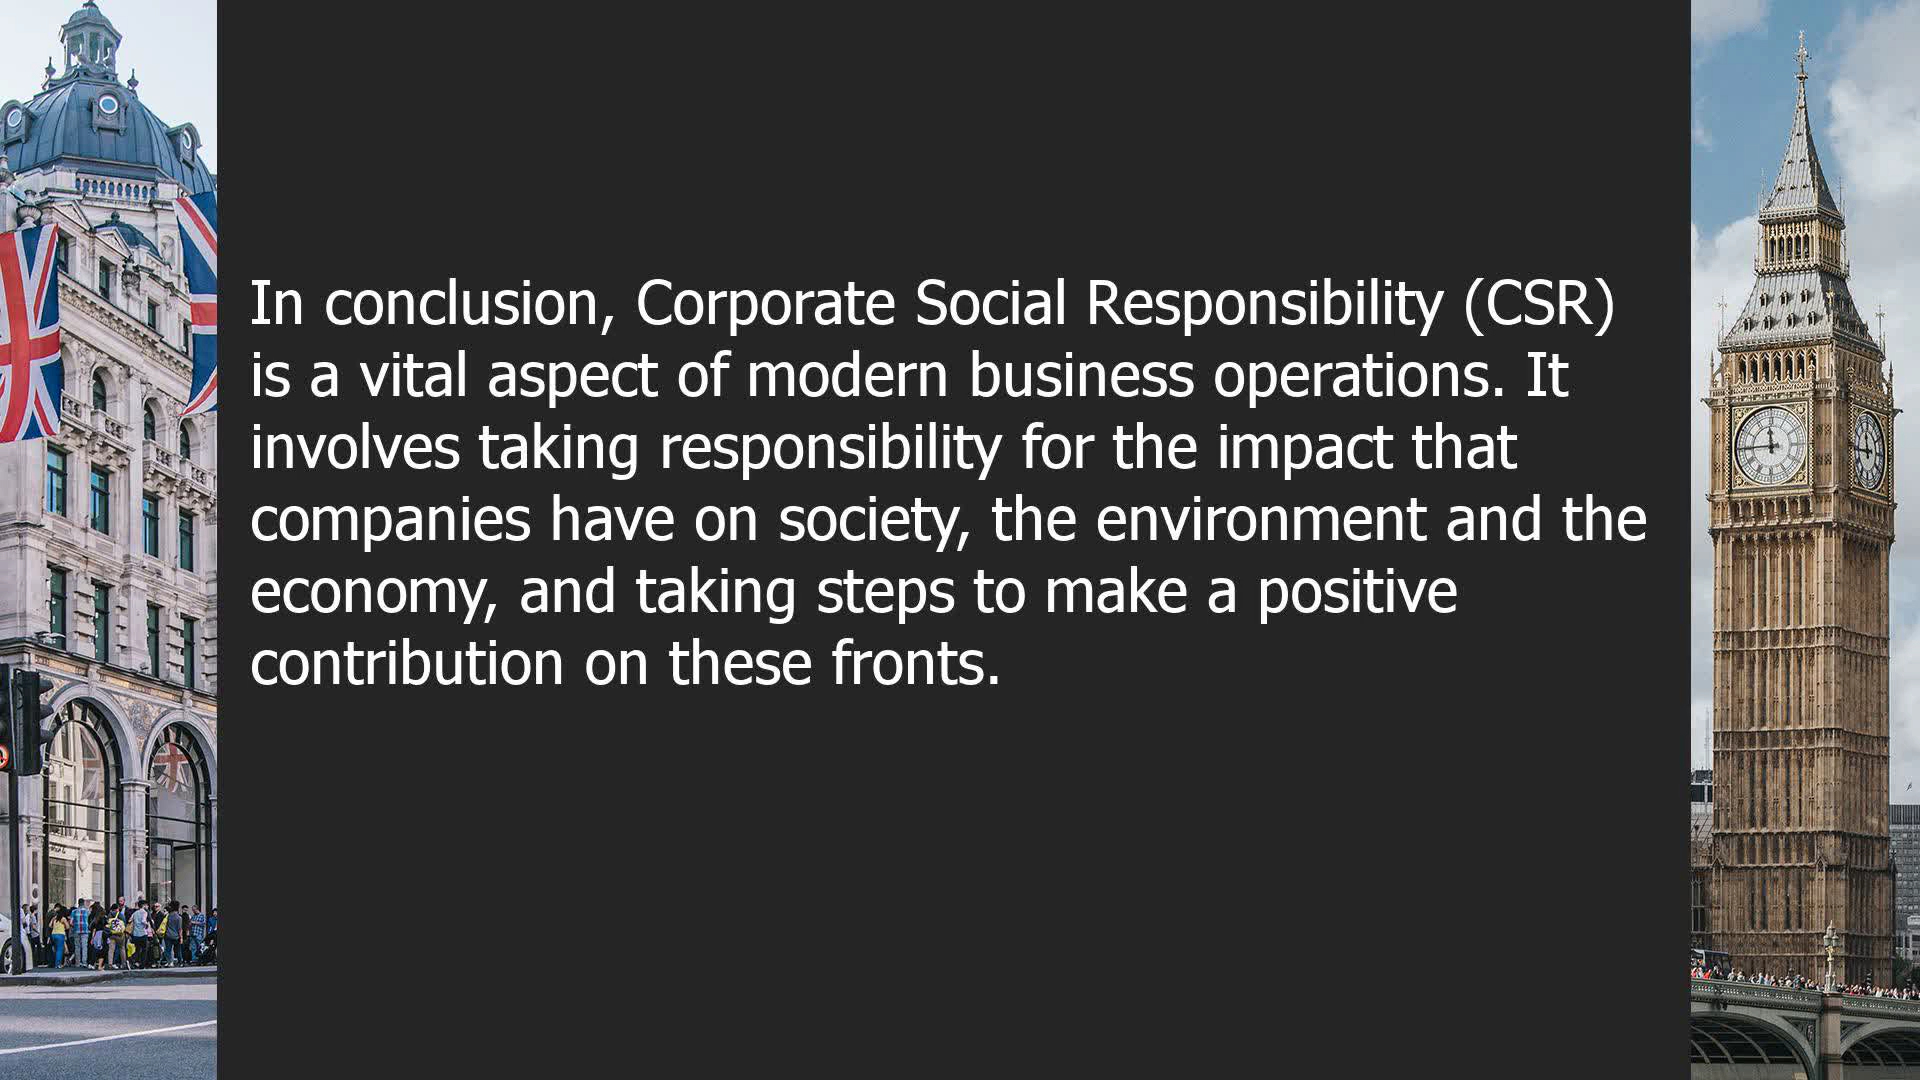 In conclusion, Corporate Social Responsibility (CSR)
is a vital aspect of modern business operations. It
involves taking responsibility for the impact that
companies have on society, the environment and the
economy, and taking steps to make a positive
contribution on these fronts.